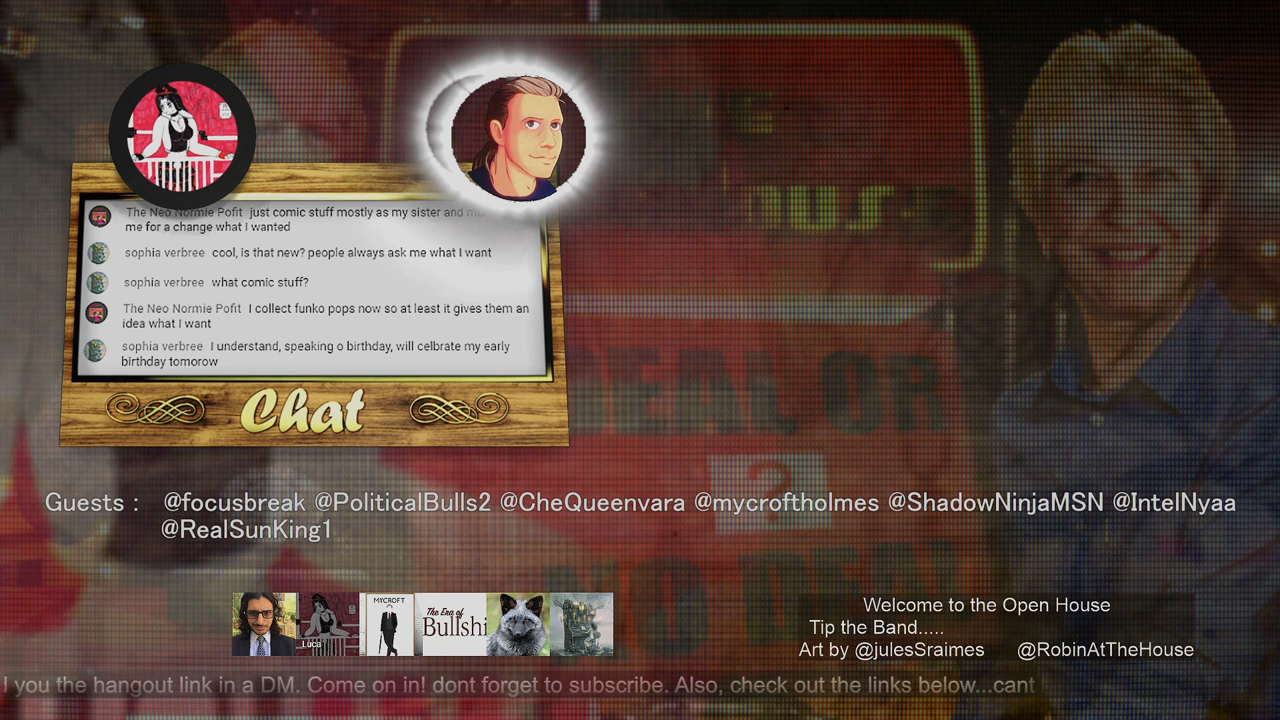 The Neo Normie Pofit just comic stuff mostly as my sister and
me for a change what I wanted
sophia verbree cool, is that new? people always ask me what I want
sophia verbree what comic stuff?
The Neo Normie Pofit I collect funko pops now so at least it gives them an
idea what I want
sophia verbree I understand, speaking o birthday, will celbrate my early
birthday tomorow
Chat
DEAL OR
?
NO DEAL
Guests : @focusbreak @PoliticalBulls2 @CheQueenvara @mycroftholmes @ShadowNinjaMSN @IntelNyaa
@RealSunKing1
MYCROFT
The Era of
Bullshi
Luca
Welcome to the Open House
Tip the Band.....
Art by @julesSraimes @RobinAtTheHouse
I you the hangout link in a DM. Come on in! dont forget to subscribe. Also, check out the links below...cant